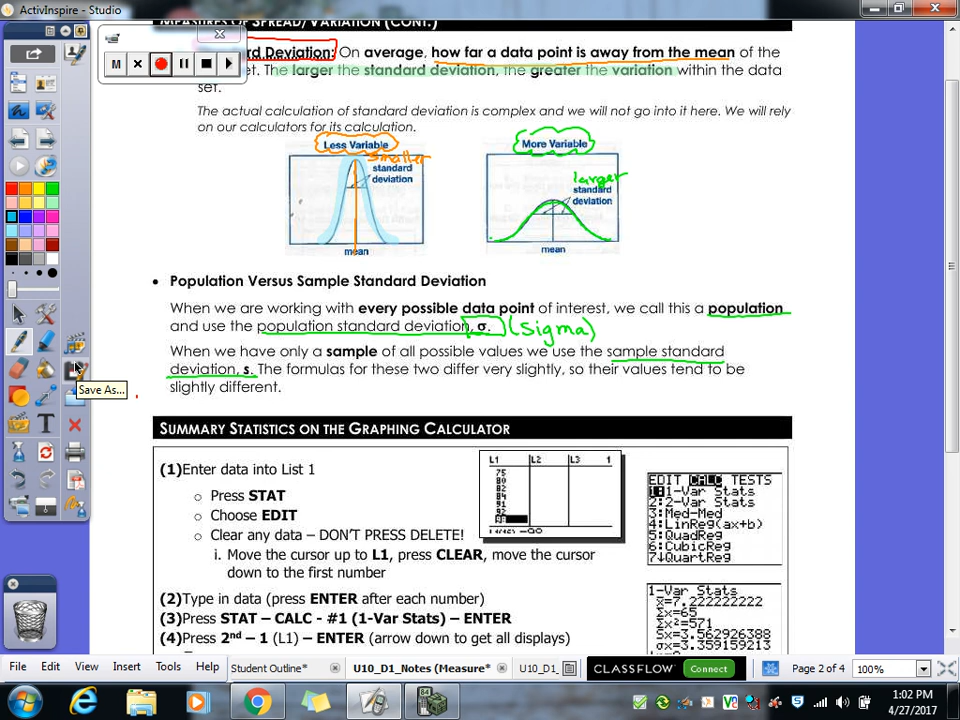 ActivInspire - Studio
MEASURES OF SPREAD/VARIATION (CONT.)
rd Deviation: On average, how far a data point is away from the mean of the
et. The larger the standard deviation, the greater the variation within the data
set.
The actual calculation of standard deviation is complex and we will not go into it here. We will rely
on our calculators for its calculation.
Less Variable
smaller
standard
deviation
mean
More Variable
larger
standard
deviation
mean
• Population Versus Sample Standard Deviation
When we are working with every possible data point of interest, we call this a population
and use the population standard deviation, σ. (sigma)
When we have only a sample of all possible values we use the sample standard
deviation, s. The formulas for these two differ very slightly, so their values tend to be
slightly different.
Save As...
SUMMARY STATISTICS ON THE GRAPHING CALCULATOR
(1)Enter data into List 1
o Press STAT
o Choose EDIT
o Clear any data – DON'T PRESS DELETE!
i. Move the cursor up to L1, press CLEAR, move the cursor
down to the first number
(2)Type in data (press ENTER after each number)
(3)Press STAT – CALC - #1 (1-Var Stats) – ENTER
(4)Press 2nd – 1 (L1) – ENTER (arrow down to get all displays)
L1 L2 L3 1
75
80
82
84
91
92
EDIT CALC TESTS
1:1-Var Stats
2:2-Var Stats
3:Med-Med
4:LinReg(ax+b)
5:QuadReg
6:CubicReg
7↓QuartReg
1-Var Stats
x̄=7.222222222
Σx=65
Σx²=571
Sx=3.562926388
σx=3.359159213
File Edit View Insert Tools Help
Student Outline*
U10_D1_Notes (Measure*
U10_D1_
CLASSFLOW Connect
Page 2 of 4
100%
1:02 PM
4/27/2017